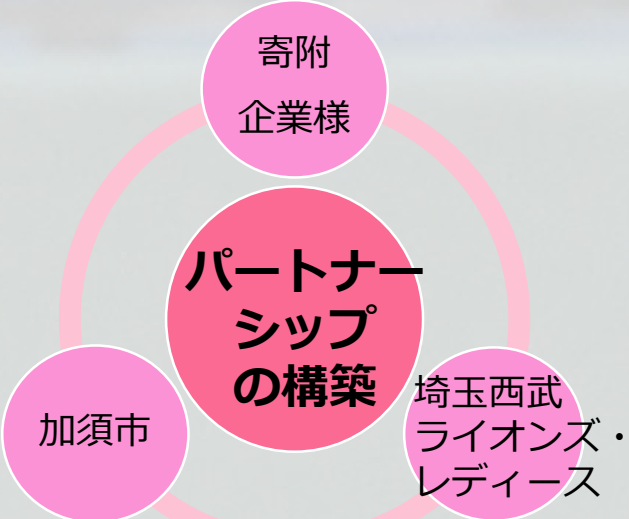 寄附
企業様
パートナー
シップ
の構築
加須市
埼玉西武
ライオンズ・
レディース